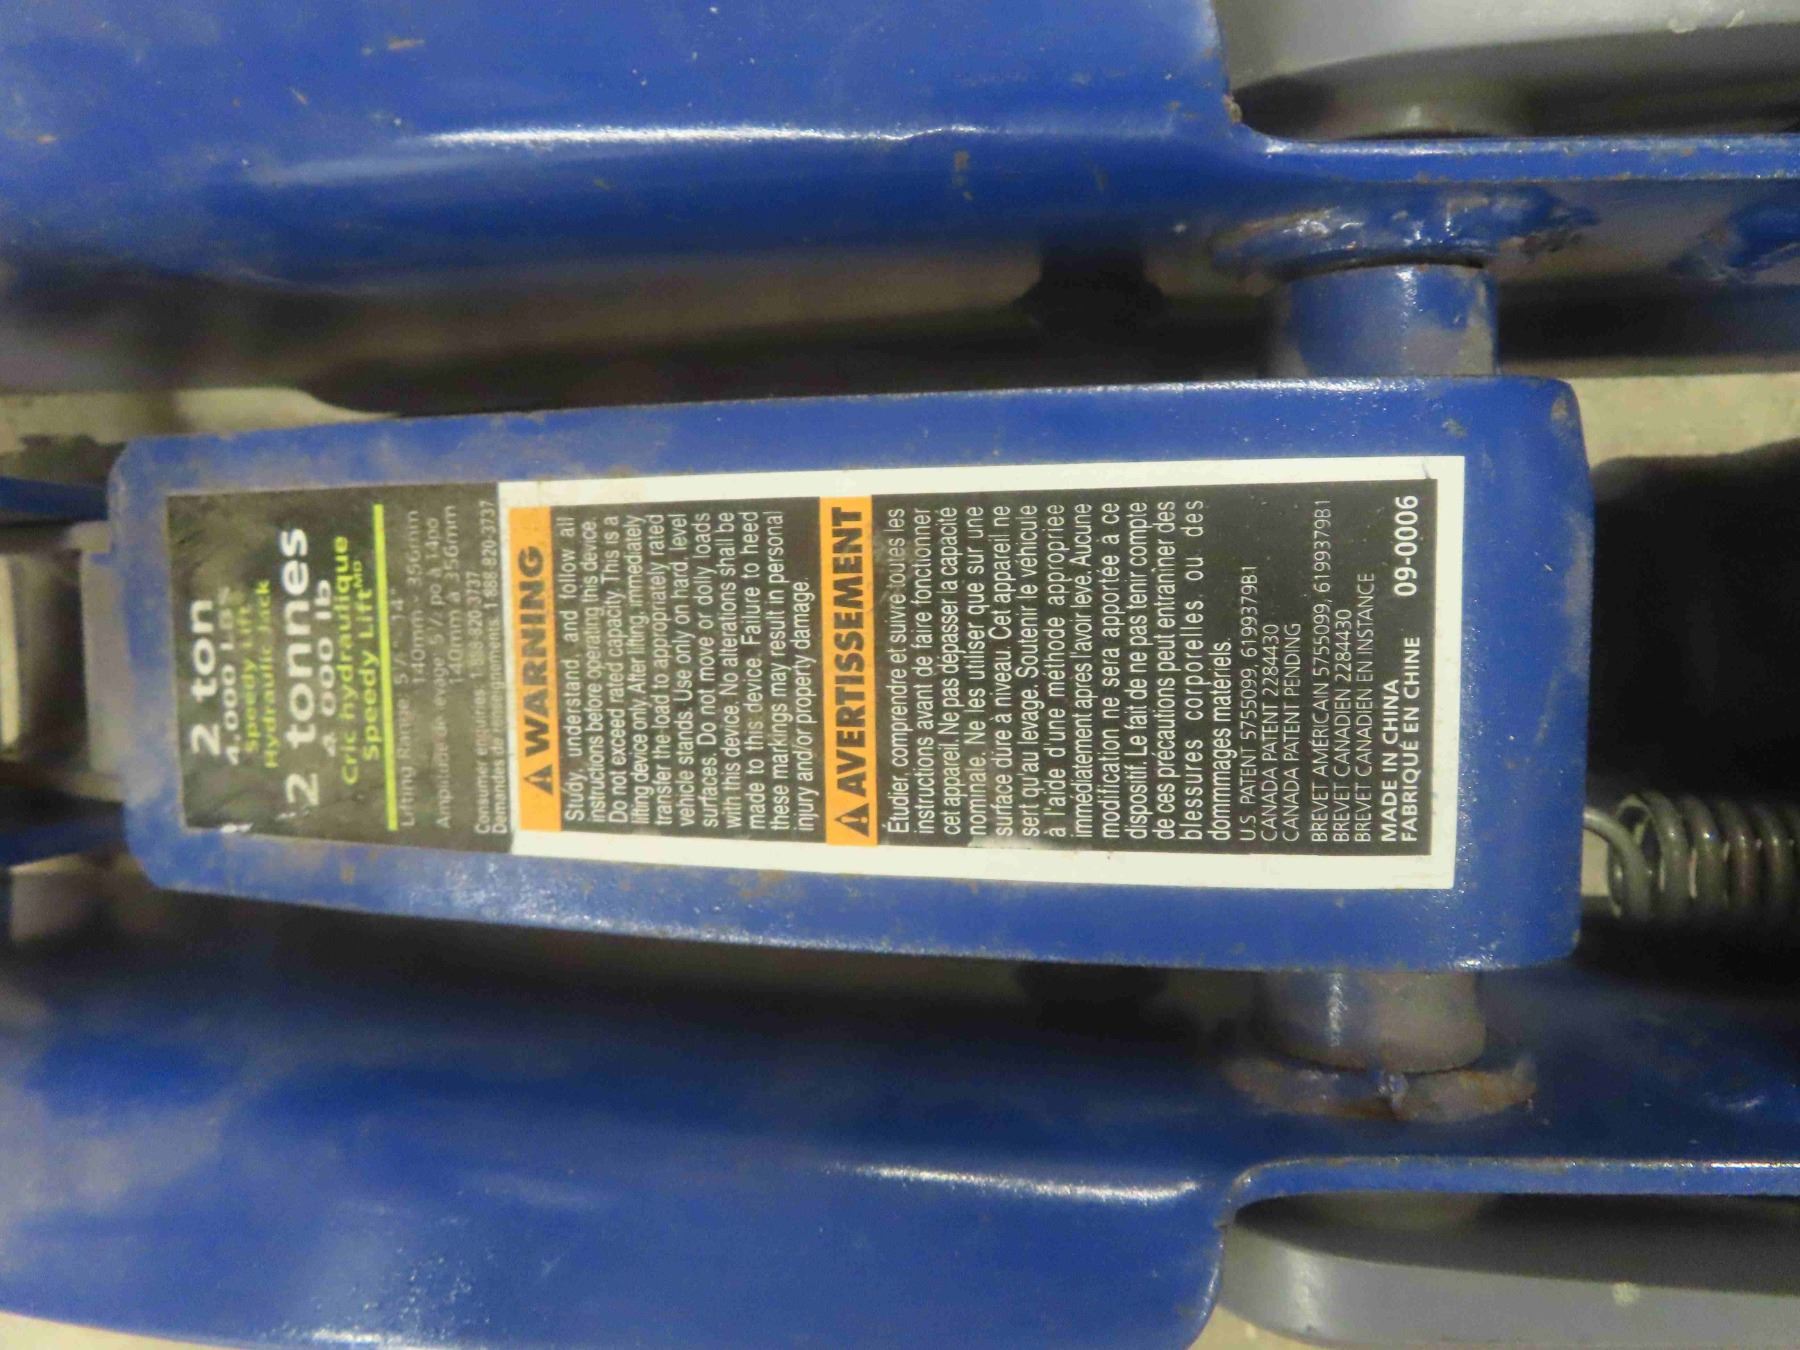 2 ton
4,000 LBS
Speedy Lift
Hydraulic Jack
2 tonnes
4 000 lb
Cric hydraulique
Speedy Lift MD
Lifting Range 14"
140mm - 356mm
po à 14po
140mm à 356mm
Consumer enquiries. 1.888-820-3737
Demandes de renseignements. 1.888-820-3737
WARNING
Study, understand, and follow all
instructions before operating this device.
Do not exceed rated capacity. This is a
lifting device only. After lifting, immediately
transfer the load to appropriately rated
vehicle stands. Use only on hard, level
surfaces. Do not move or dolly loads
with this device. No alterations shall be
made to this device. Failure to heed
these markings may result in personal
injury and/or property damage.
AVERTISSEMENT
Étudier, comprendre et suivre toutes les
instructions avant de faire fonctionner
cet appareil. Ne pas dépasser la capacité
nominale. Ne les utiliser que sur une
surface dure à niveau. Cet appareil ne
sert qu'au levage. Soutenir le véhicule
à l'aide d'une méthode appropriée
immédiatement après l'avoir levé. Aucune
modification ne sera apportée à ce
dispositif. Le fait de ne pas tenir compte
de ces précautions peut entraîner des
blessures corporelles ou des
dommages matériels.
U.S. PATENT 5755099, 6199379B1
CANADA PATENT 2284430
CANADA PATENT PENDING
BREVET AMERICAIN 5755099, 6199379B1
BREVET CANADIEN 2284430
BREVET CANADIEN EN INSTANCE
MADE IN CHINA
FABRIQUÉ EN CHINE 09-0006